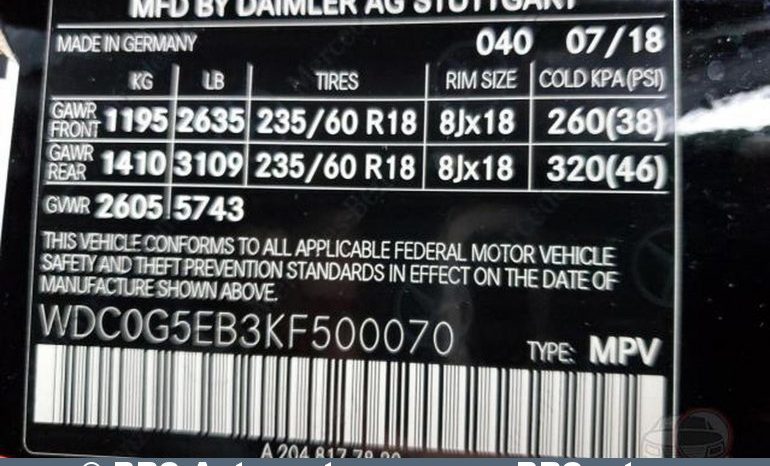 MFD BY DAIMLER AG STUTTGART
MADE IN GERMANY 040 07/18
KG LB TIRES RIM SIZE COLD KPA (PSI)
GAWR FRONT 1195 2635 235/60 R18 8Jx18 260(38)
GAWR REAR 1410 3109 235/60 R18 8Jx18 320(46)
GVWR 2605 5743
THIS VEHICLE CONFORMS TO ALL APPLICABLE FEDERAL MOTOR VEHICLE
SAFETY AND THEFT PREVENTION STANDARDS IN EFFECT ON THE DATE OF
MANUFACTURE SHOWN ABOVE.
WDC0G5EB3KF500070
TYPE: MPV
A 204 817